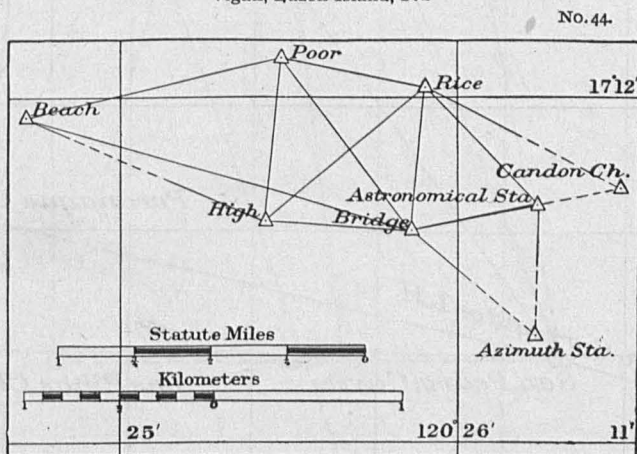 No. 44.
Poor
Rice
17°12'
Beach
Candon Ch.
Astronomical Sta
High
Bridge
Statute Miles
Azimuth Sta.
Kilometers
25'
120°26'
11'